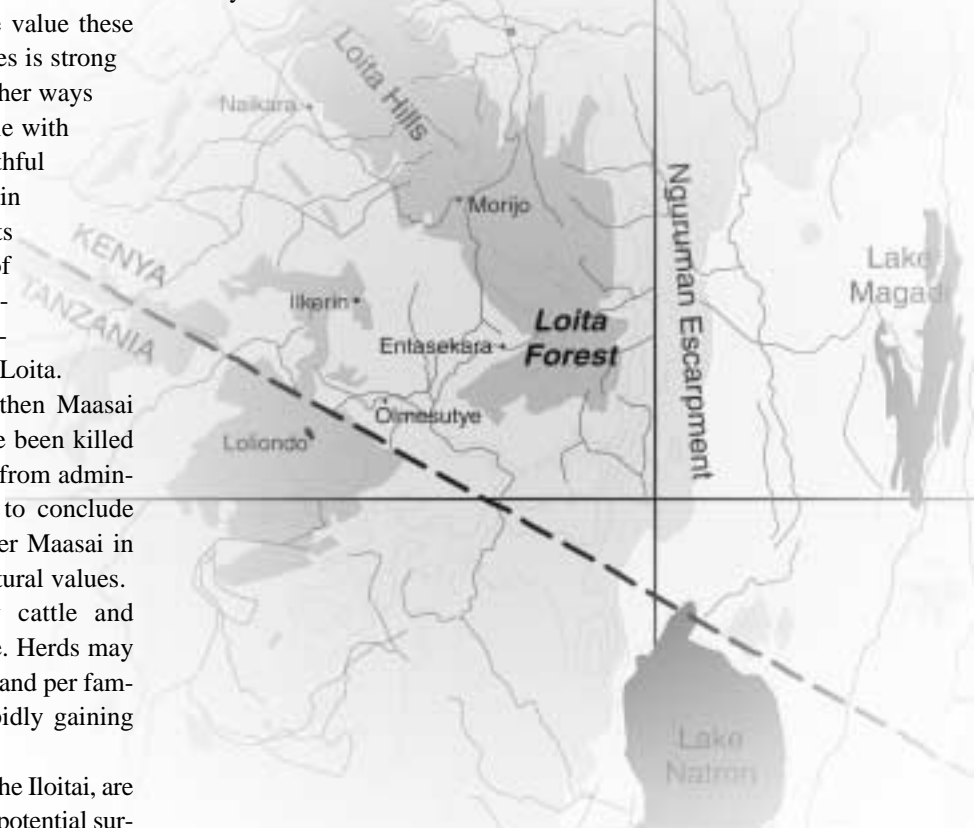 value these
es is strong
her ways
e with
thful
in
ts
of
-
-
Loita.
then Maasai
e been killed
from admin-
to conclude
er Maasai in
tural values.
cattle and
e. Herds may
and per fam-
pidly gaining
he Iloitai, are
potential sur-
Loita Hills
Naikara
Morijo
KENYA
TANZANIA
Ilkerin
Entasekara
Loita
Forest
Olmesutye
Loliondo
Nguruman Escarpment
Lake
Magadi
Lake
Natron